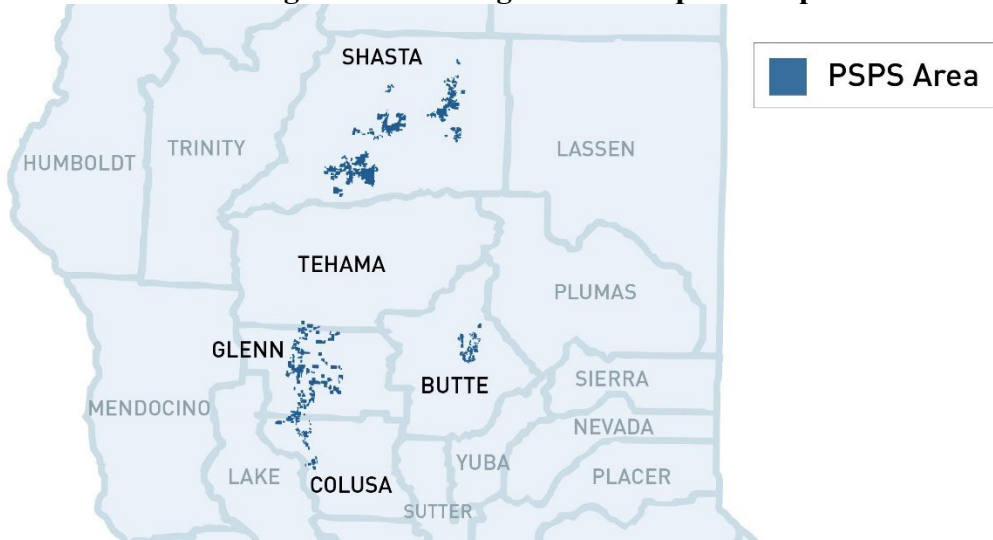 SHASTA
PSPS Area
HUMBOLDT
TRINITY
LASSEN
TEHAMA
PLUMAS
GLENN
BUTTE
SIERRA
MENDOCINO
NEVADA
LAKE
COLUSA
YUBA
PLACER
SUTTER